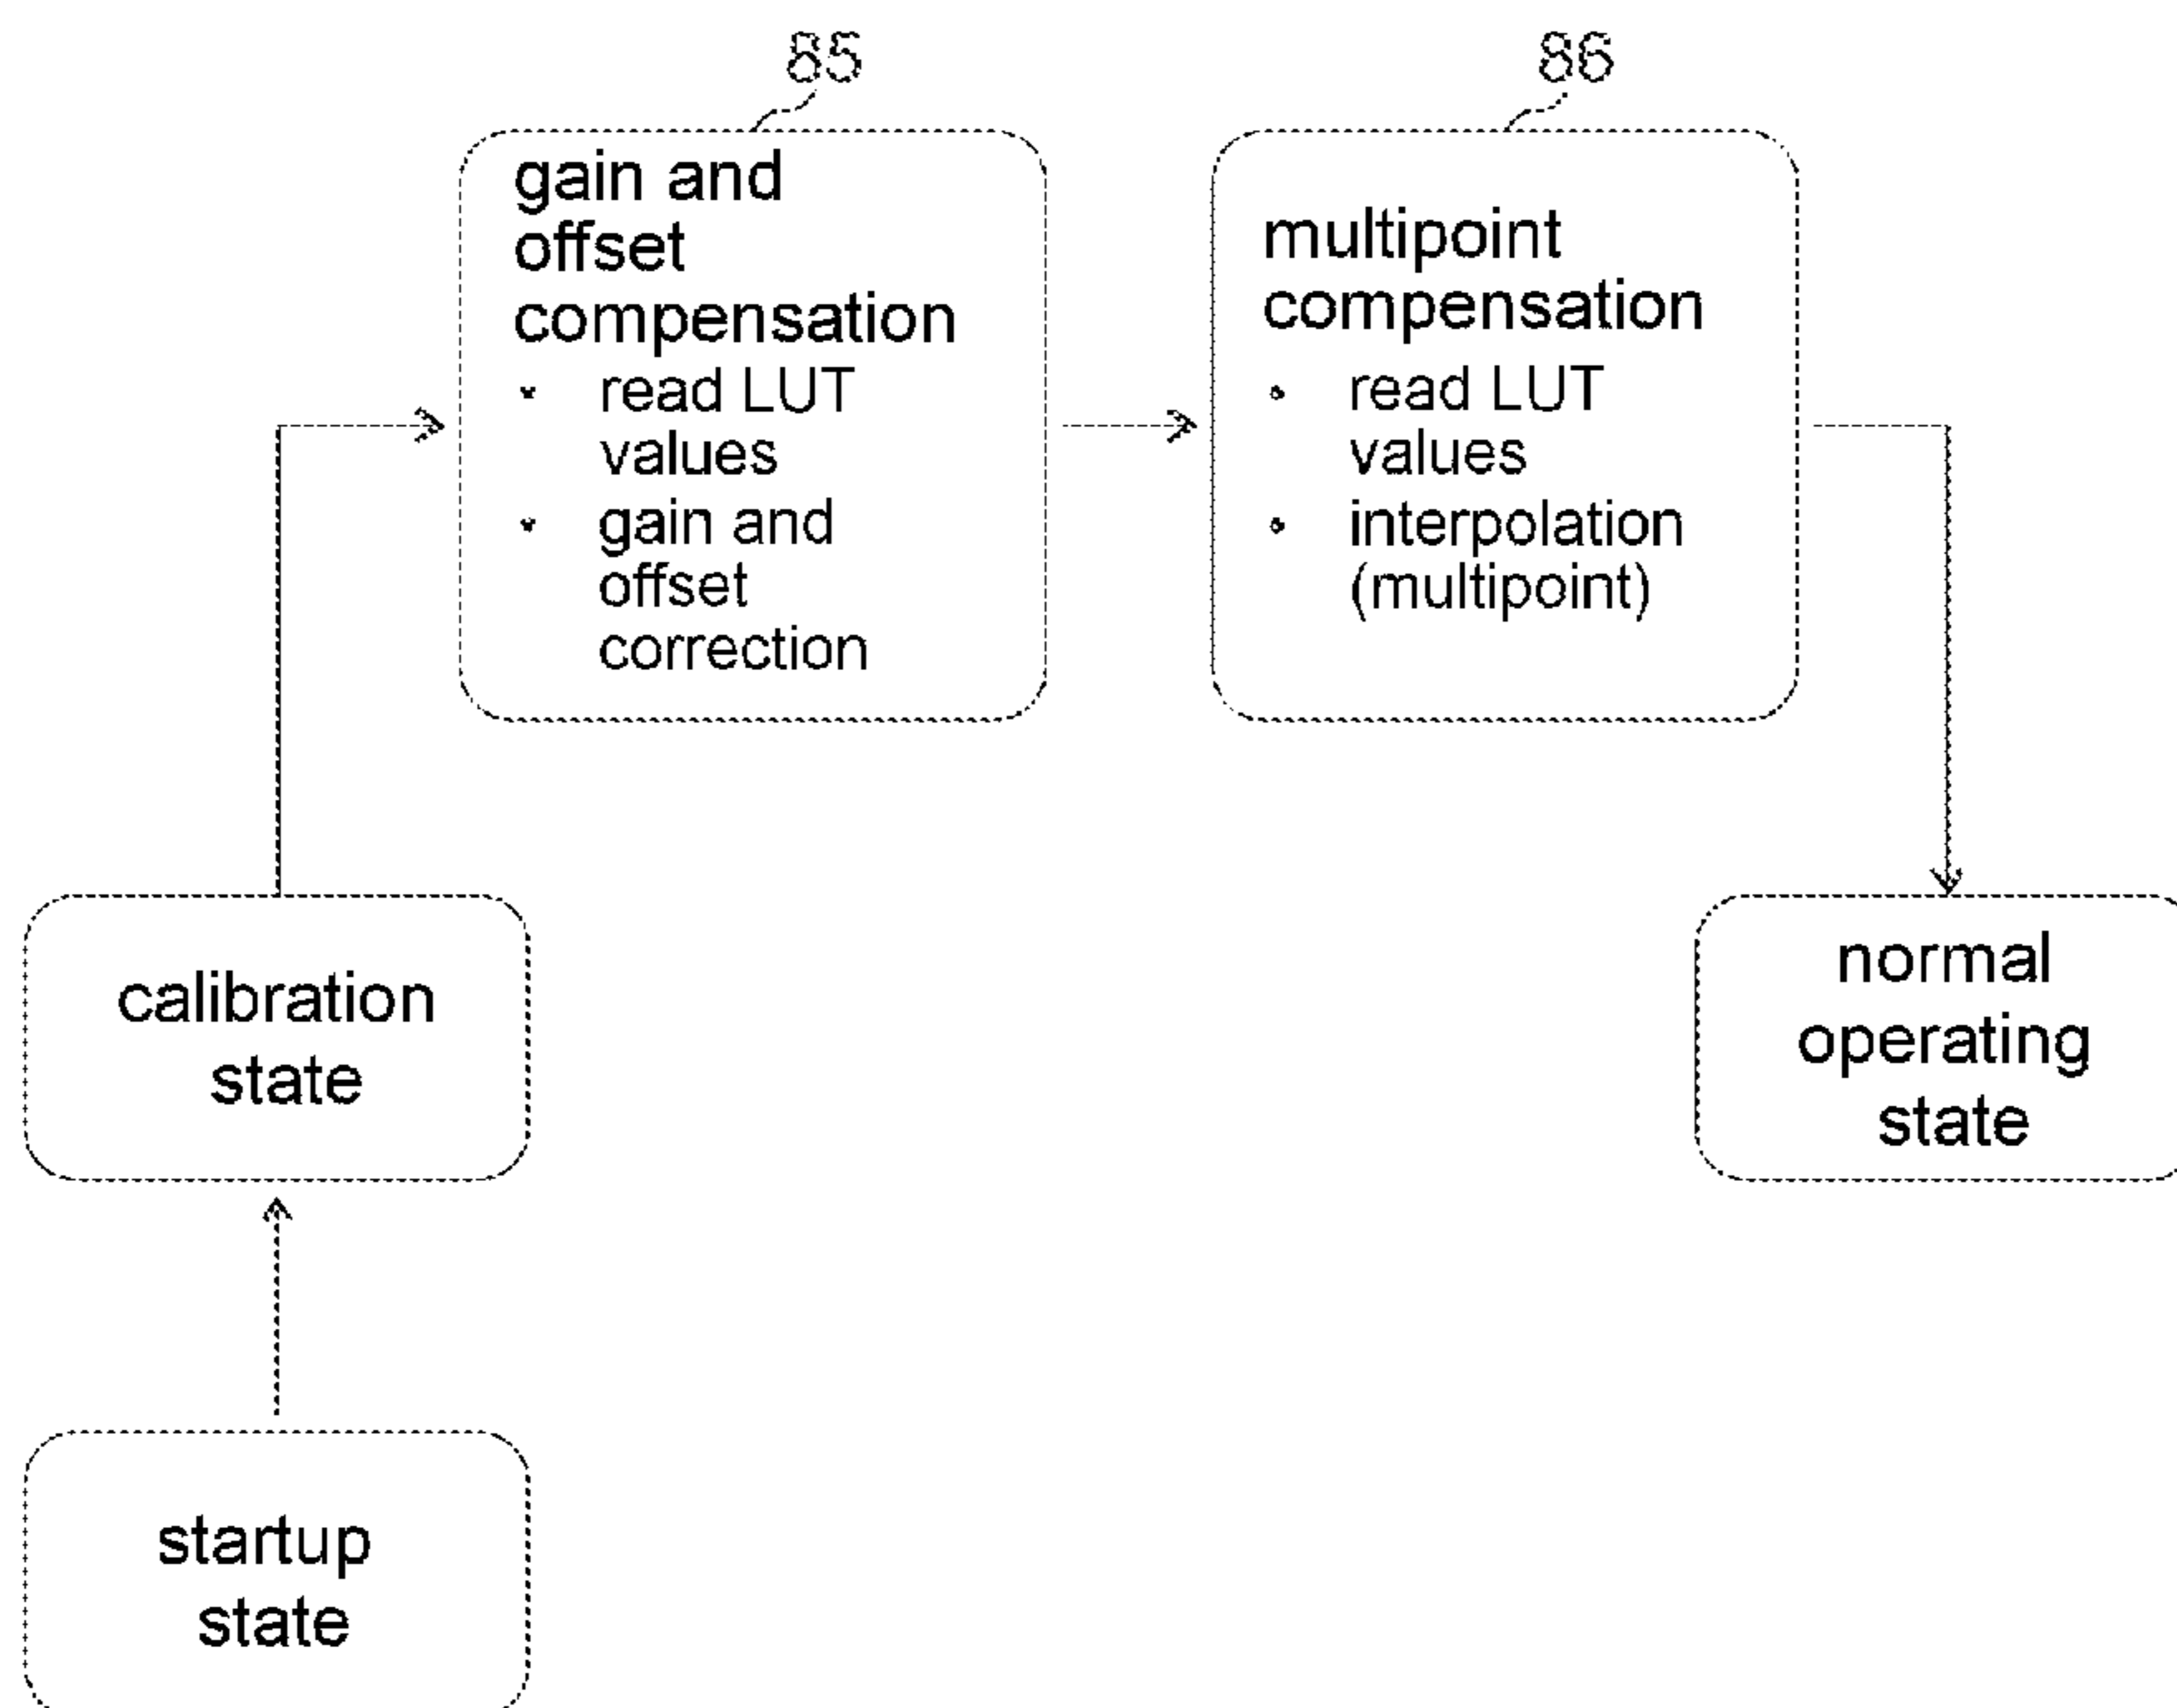 85
86
gain and
offset
compensation
• read LUT
values
• gain and
offset
correction
multipoint
compensation
• read LUT
values
• interpolation
(multipoint)
calibration
state
normal
operating
state
startup
state